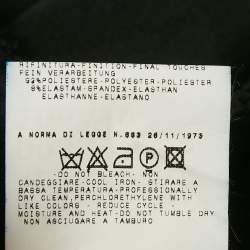 RIFINITURA-FINITION-FINAL TOUCHES
FEIN VERARBEITUNG
92%POLIESTERE-POLYESTER-POLIESTER
8%ELASTAM-SPANDEX-ELASTHAN
ELASTHANNE-ELASTANO
A NORMA DI LEGGE N.883 26/11/1973
P
-DO NOT BLEACH- NON
CANDEGGIARE-COOL IRON- STIRARE A
BASSA TEMPERATURA-PROFESSIONALLY
DRY CLEAN,PERCHLORETHYLENE WITH
LIKE COLORS - REDUCE CYCLE -
MOISTURE AND HEAT-DO NOT TUMBLE DRY
NON ASCIUGARE A TAMBURO